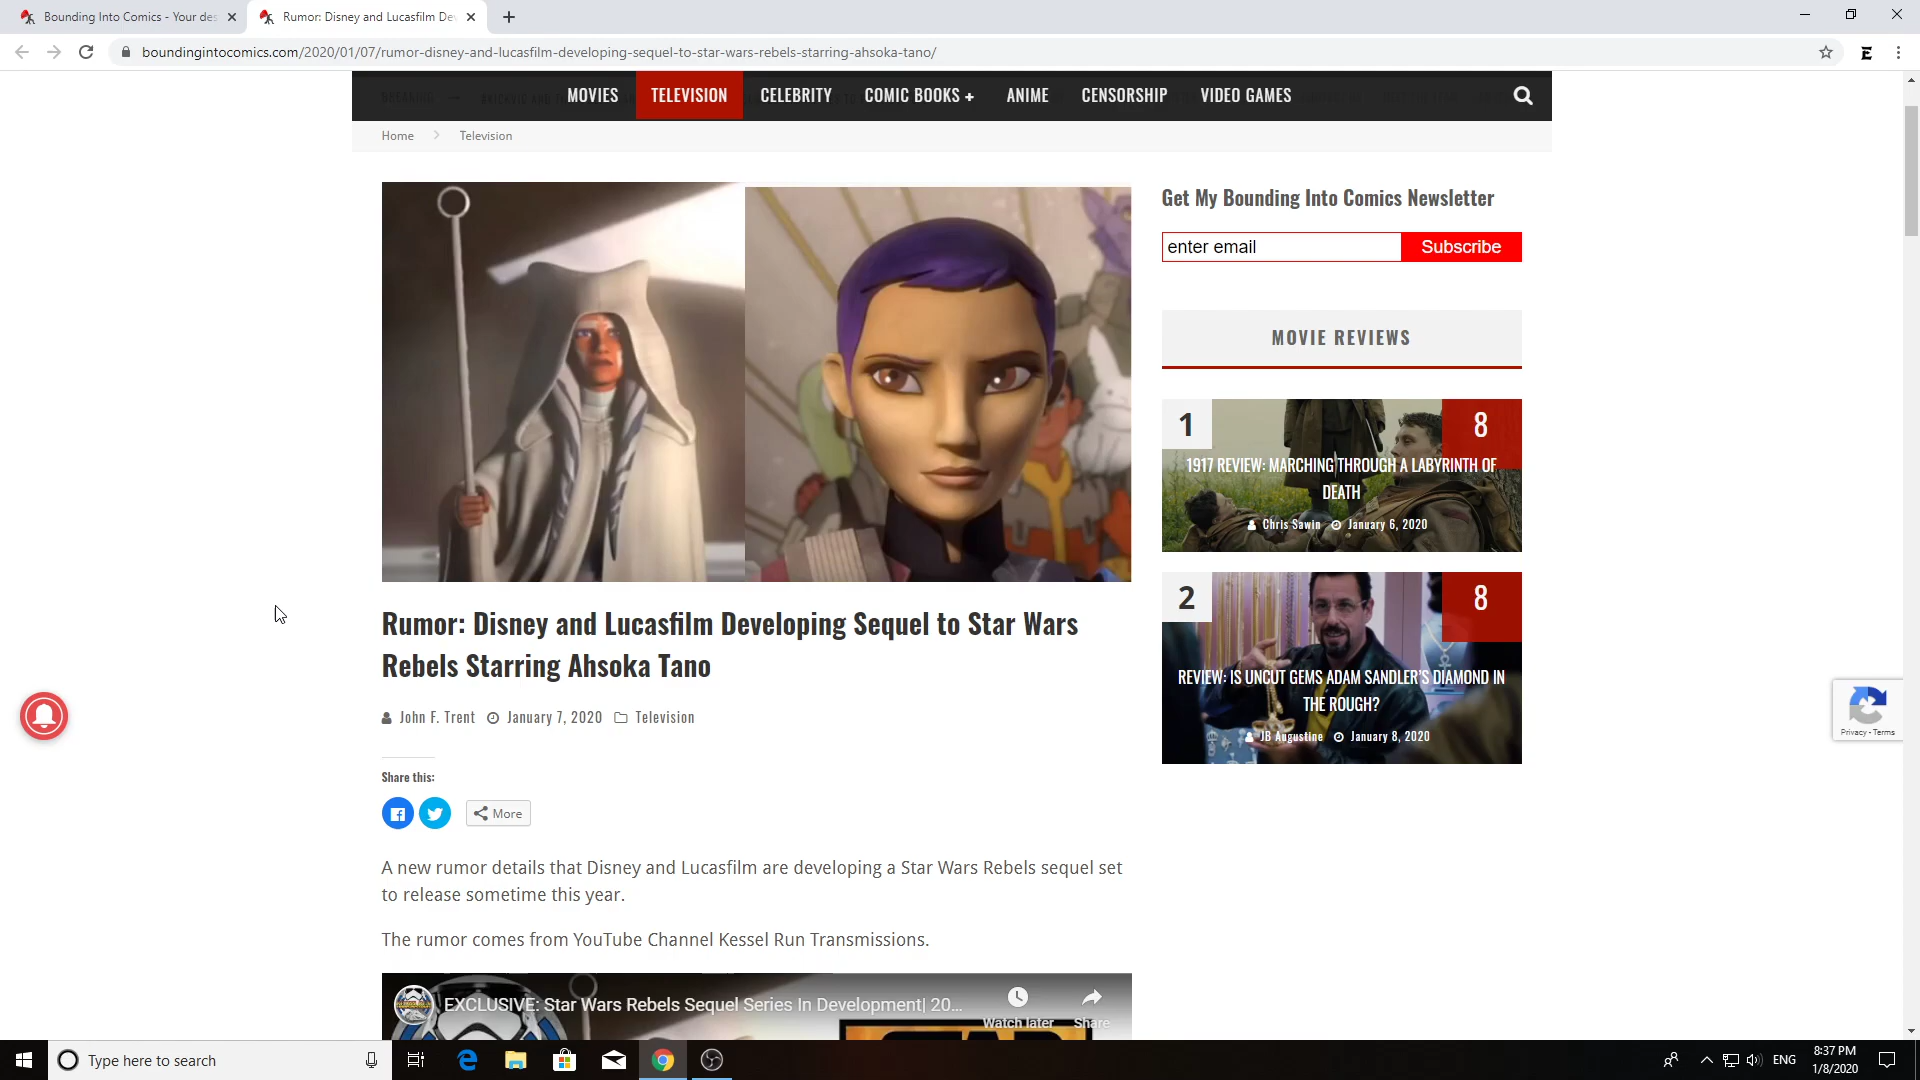 Bounding Into Comics - Your des
Rumor: Disney and Lucasfilm De
boundingintocomics.com/2020/01/07/rumor-disney-and-lucasfilm-developing-sequel-to-star-wars-rebels-starring-ahsoka-tano/
MOVIES TELEVISION CELEBRITY COMIC BOOKS + ANIME CENSORSHIP VIDEO GAMES
Home > Television
Get My Bounding Into Comics Newsletter
enter email Subscribe
MOVIE REVIEWS
1 8
1917 REVIEW: MARCHING THROUGH A LABYRINTH OF
DEATH
Chris Sawin January 6, 2020
2 8
REVIEW: IS UNCUT GEMS ADAM SANDLER'S DIAMOND IN
THE ROUGH?
JB Augustine January 8, 2020
Rumor: Disney and Lucasfilm Developing Sequel to Star Wars
Rebels Starring Ahsoka Tano
John F. Trent January 7, 2020 Television
Share this:
More
A new rumor details that Disney and Lucasfilm are developing a Star Wars Rebels sequel set
to release sometime this year.
The rumor comes from YouTube Channel Kessel Run Transmissions.
EXCLUSIVE: Star Wars Rebels Sequel Series In Development| 20...
Watch later Share
Privacy - Terms
Type here to search
ENG
8:37 PM
1/8/2020